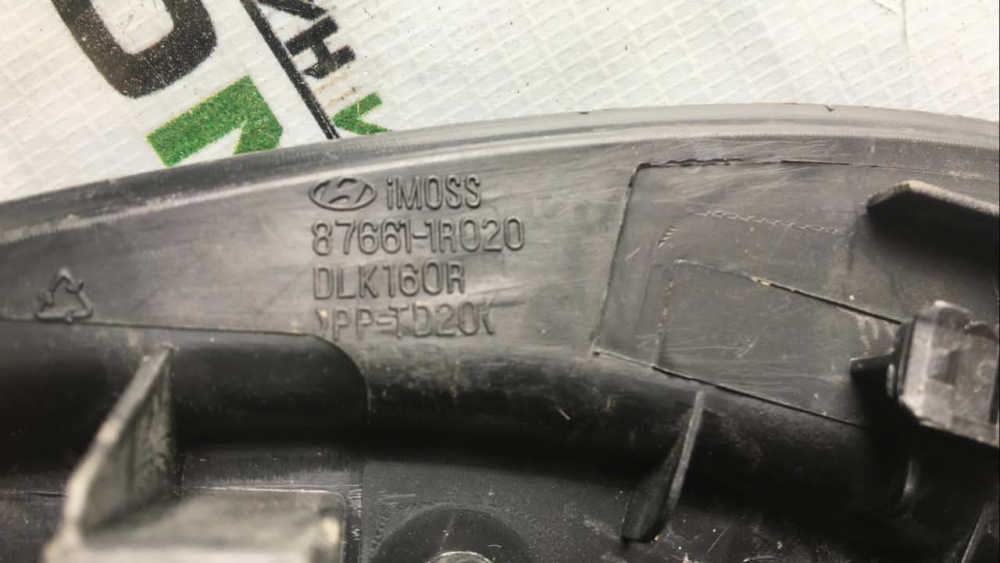 iMOSS
87661-1R020
DLK160R
>PP-TD20<